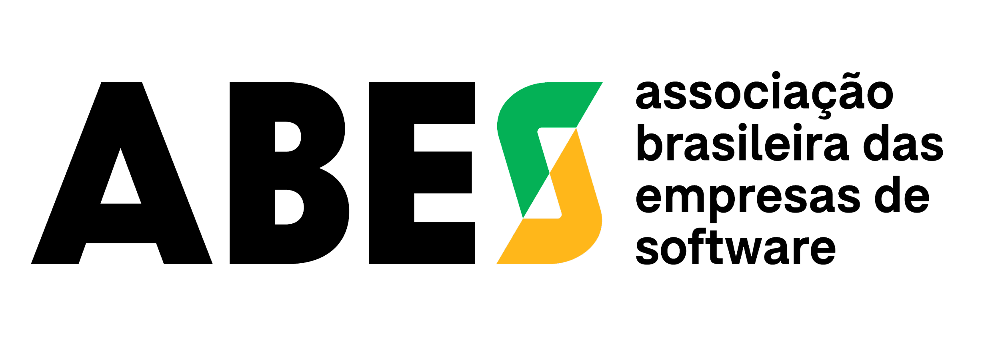 ABES
associação
brasileira das
empresas de
software